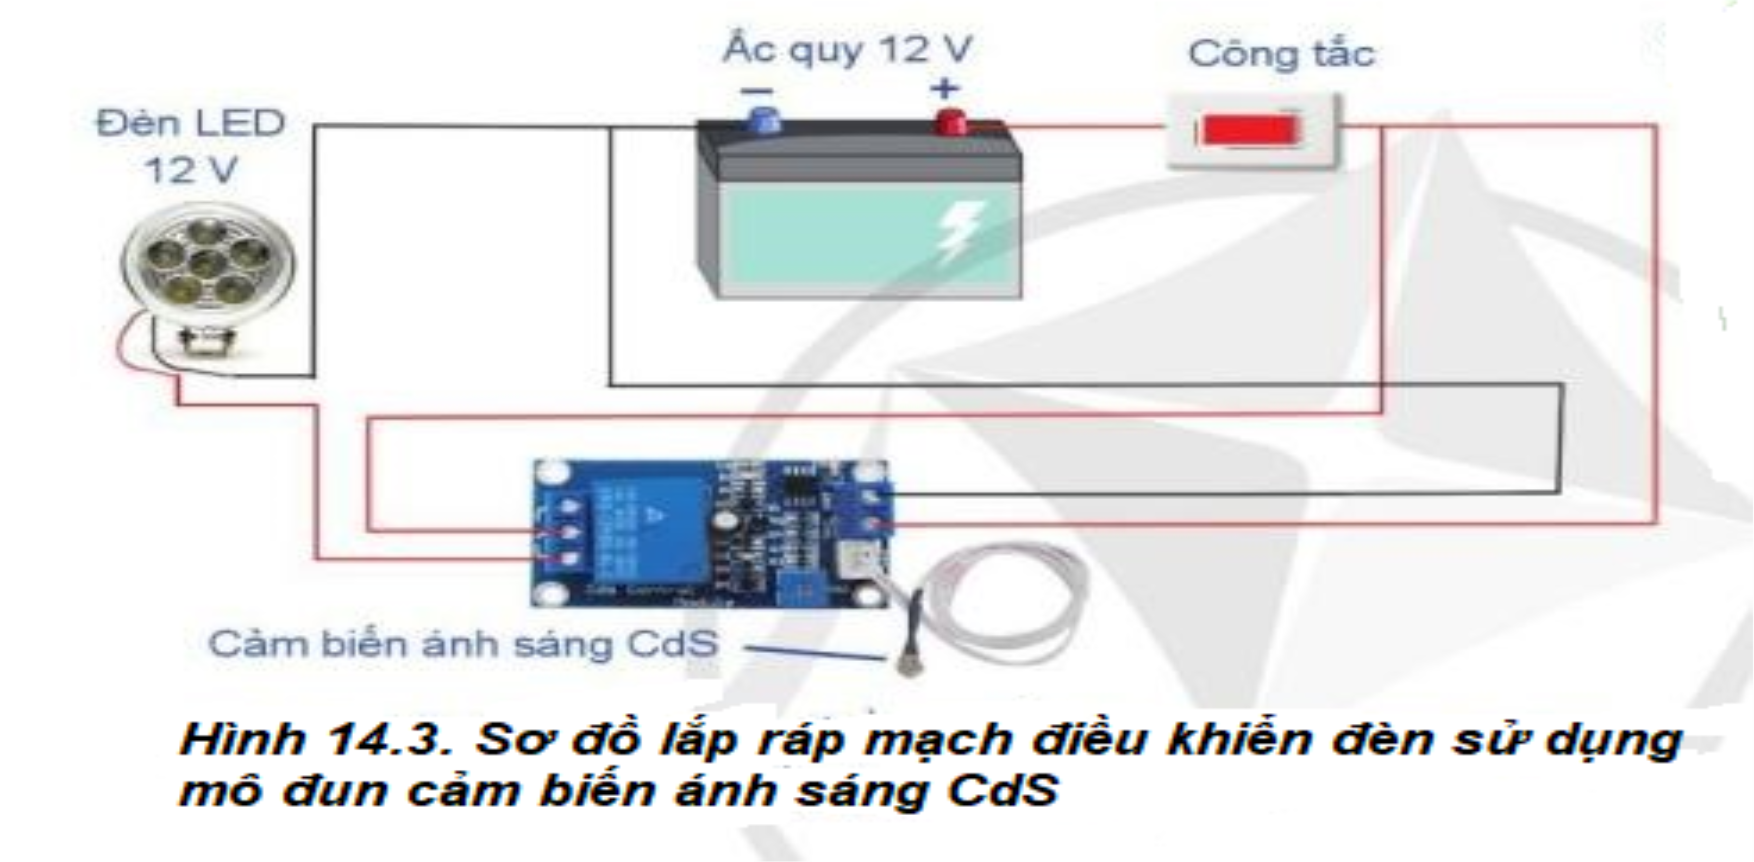 Ắc quy 12 V
Công tắc
− +
Đèn LED
12 V
Cảm biến ánh sáng CdS
Hình 14.3. Sơ đồ lắp ráp mạch điều khiển đèn sử dụng
mô đun cảm biến ánh sáng CdS